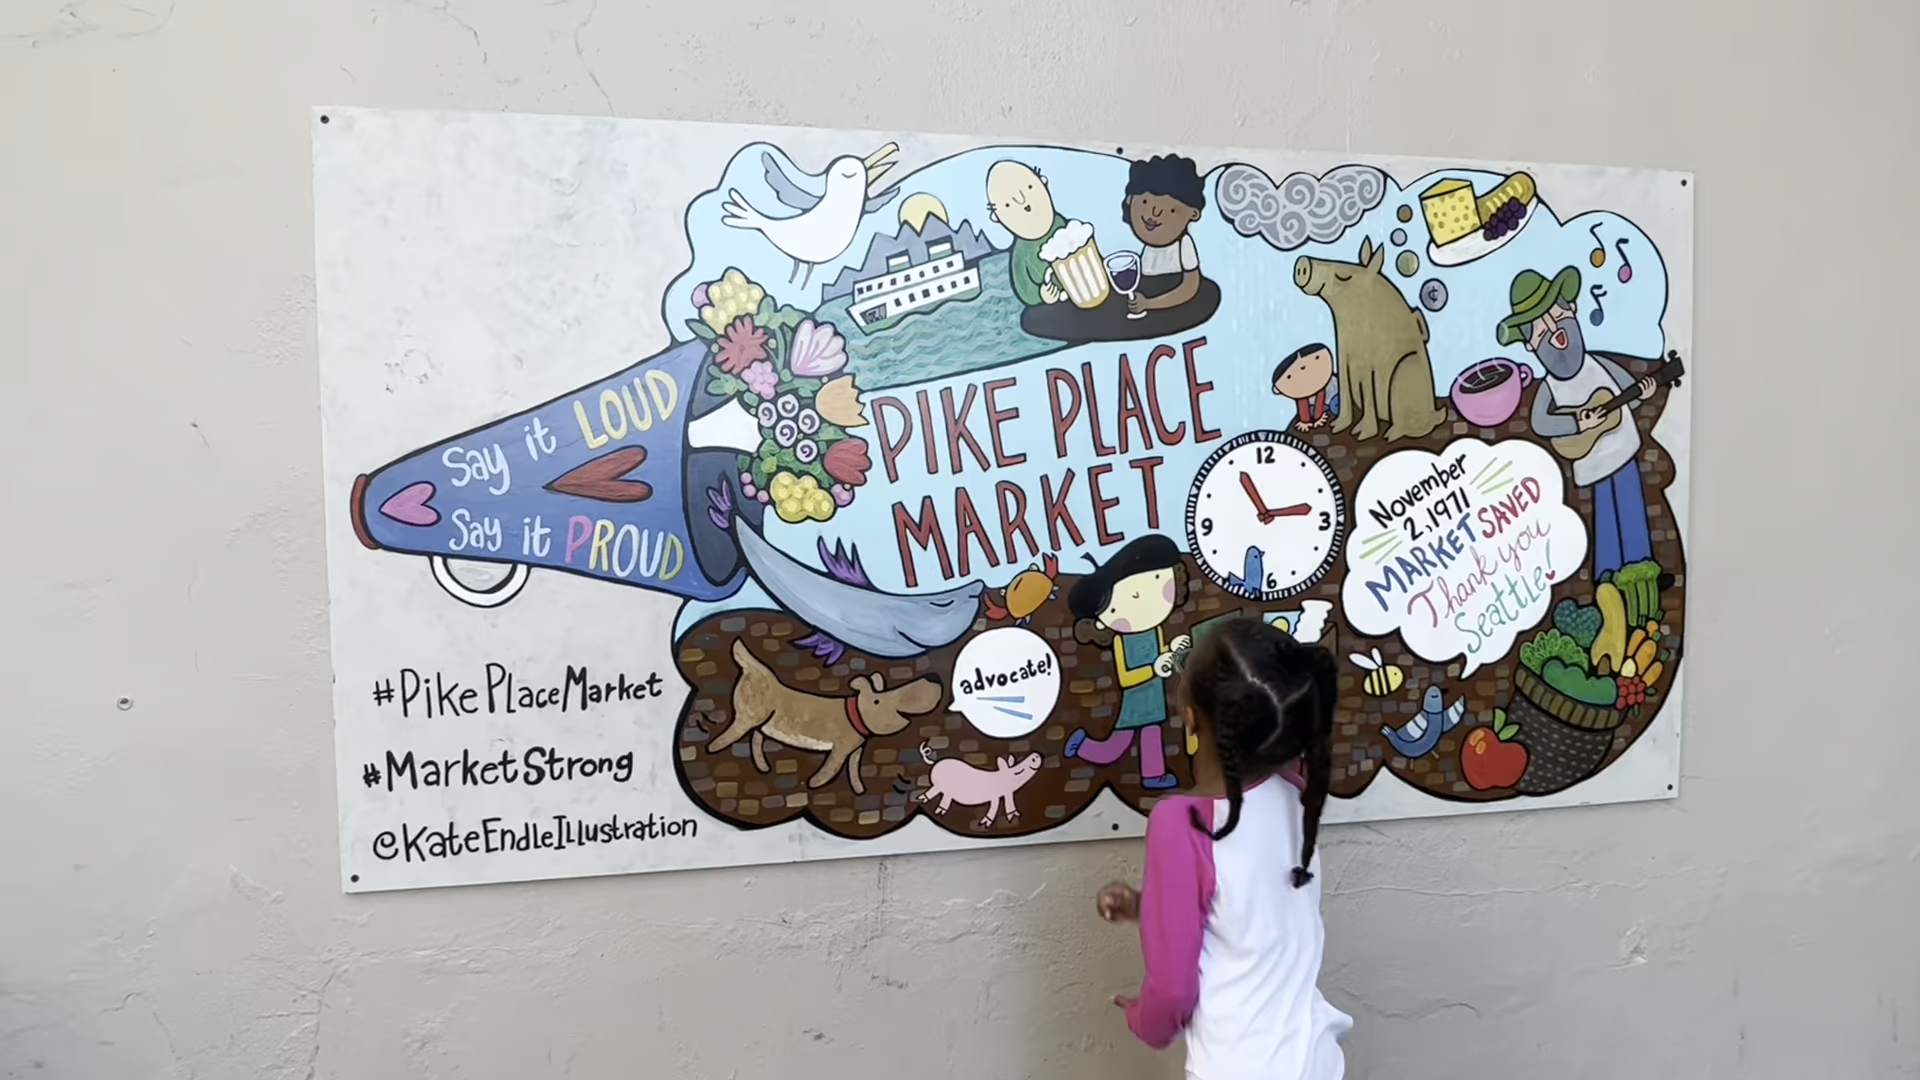 Say it LOUD
Say it PROUD
PIKE PLACE
MARKET
12
3
6
9
¢
November
2, 1971
MARKET SAVED
Thank you
Seattle!
advocate!
#PikePlaceMarket
#MarketStrong
@KateEndleIllustration